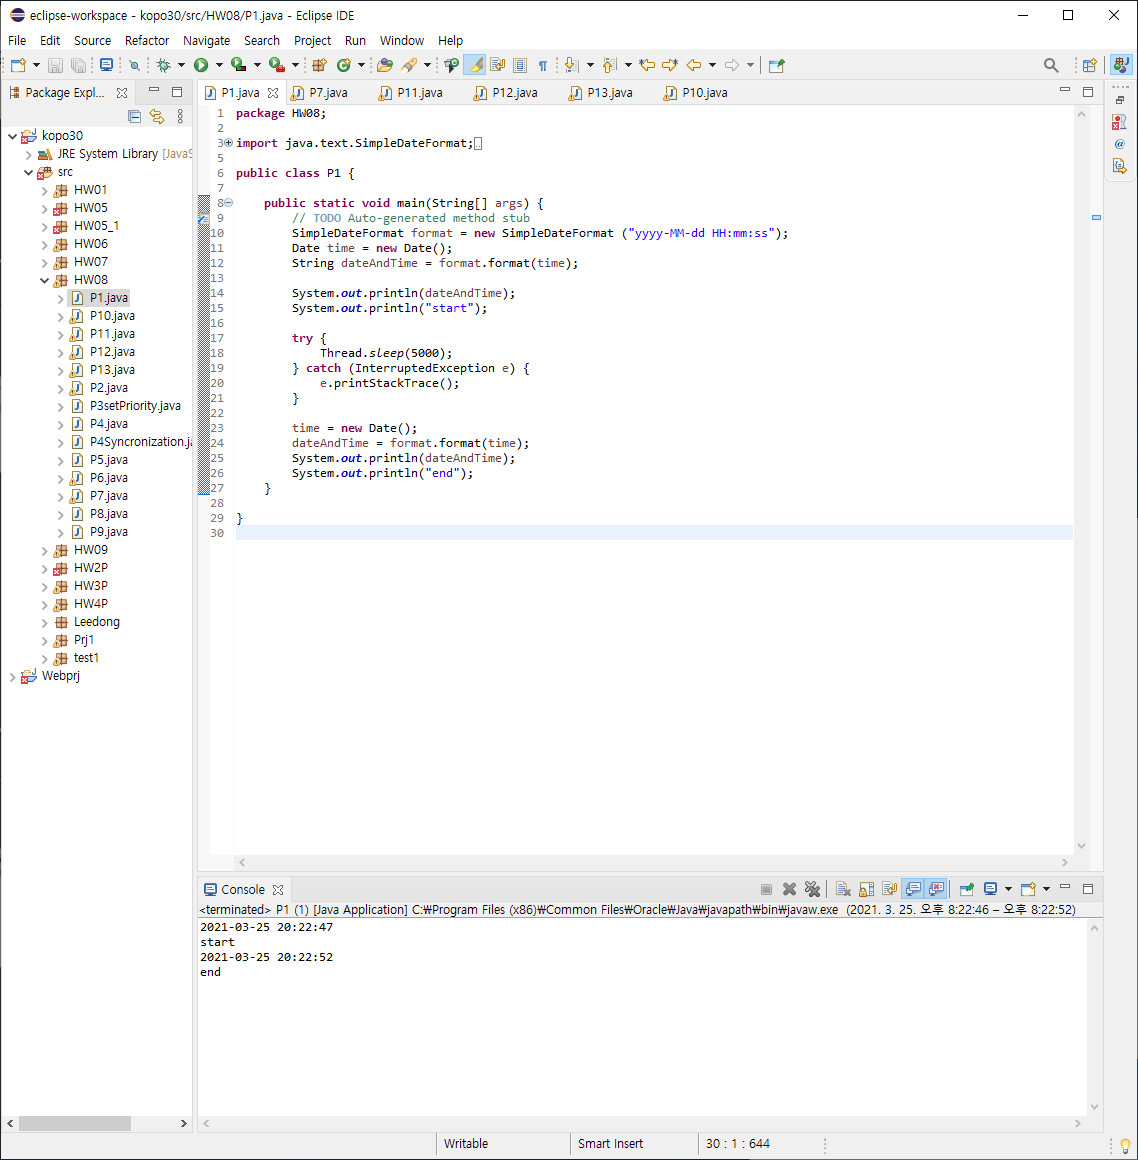 eclipse-workspace - kopo30/src/HW08/P1.java - Eclipse IDE
File Edit Source Refactor Navigate Search Project Run Window Help
Package Expl...
kopo30
JRE System Library [JavaS
src
HW01
HW05
HW05_1
HW06
HW07
HW08
P1.java
P10.java
P11.java
P12.java
P13.java
P2.java
P3setPriority.java
P4.java
P4Syncronization.ja
P5.java
P6.java
P7.java
P8.java
P9.java
HW09
HW2P
HW3P
HW4P
Leedong
Prj1
test1
Webprj
P1.java P7.java P11.java P12.java P13.java P10.java
1 package HW08;
2
3 import java.text.SimpleDateFormat;
5
6 public class P1 {
7
8 public static void main(String[] args) {
9 // TODO Auto-generated method stub
10 SimpleDateFormat format = new SimpleDateFormat ("yyyy-MM-dd HH:mm:ss");
11 Date time = new Date();
12 String dateAndTime = format.format(time);
13
14 System.out.println(dateAndTime);
15 System.out.println("start");
16
17 try {
18 Thread.sleep(5000);
19 } catch (InterruptedException e) {
20 e.printStackTrace();
21 }
22
23 time = new Date();
24 dateAndTime = format.format(time);
25 System.out.println(dateAndTime);
26 System.out.println("end");
27 }
28
29 }
30
Console
<terminated> P1 (1) [Java Application] C:₩Program Files (x86)₩Common Files₩Oracle₩Java₩javapath₩bin₩javaw.exe (2021. 3. 25. 오후 8:22:46 – 오후 8:22:52)
2021-03-25 20:22:47
start
2021-03-25 20:22:52
end
Writable Smart Insert 30 : 1 : 644